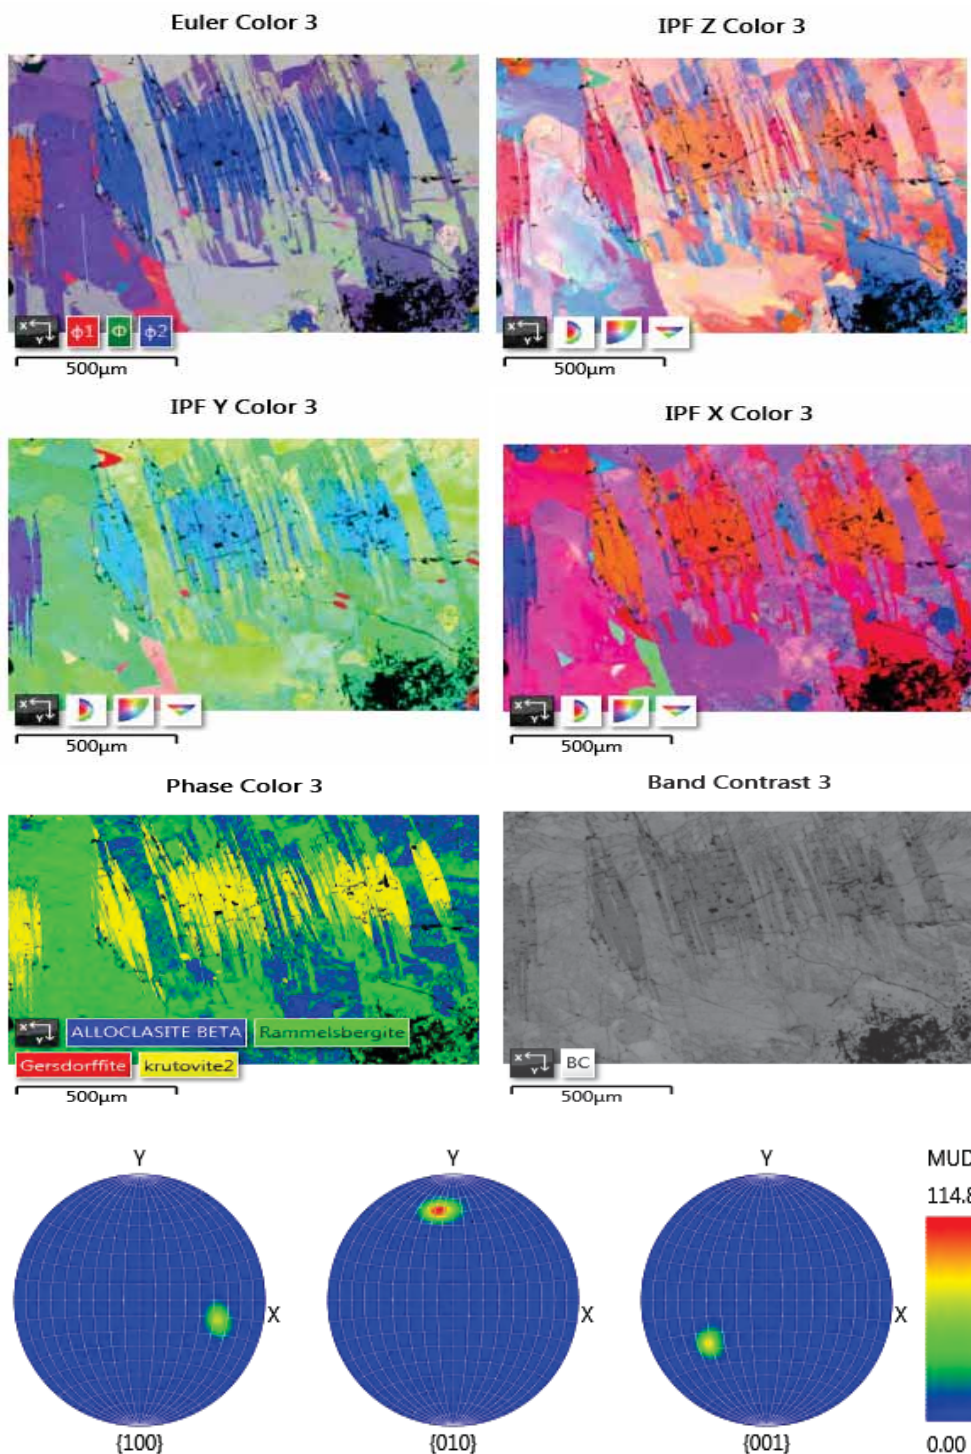 Euler Color 3
IPF Z Color 3
X Y φ1 Φ φ2
X Y
500μm
500μm
IPF Y Color 3
IPF X Color 3
X Y
X Y
500μm
500μm
Phase Color 3
Band Contrast 3
X Y ALLOCLASITE BETA Rammelsbergite
Gersdorffite krutovite2
X Y BC
500μm
500μm
Y
Y
Y
MUD
114.8
X
X
X
{100}
{010}
{001}
0.00